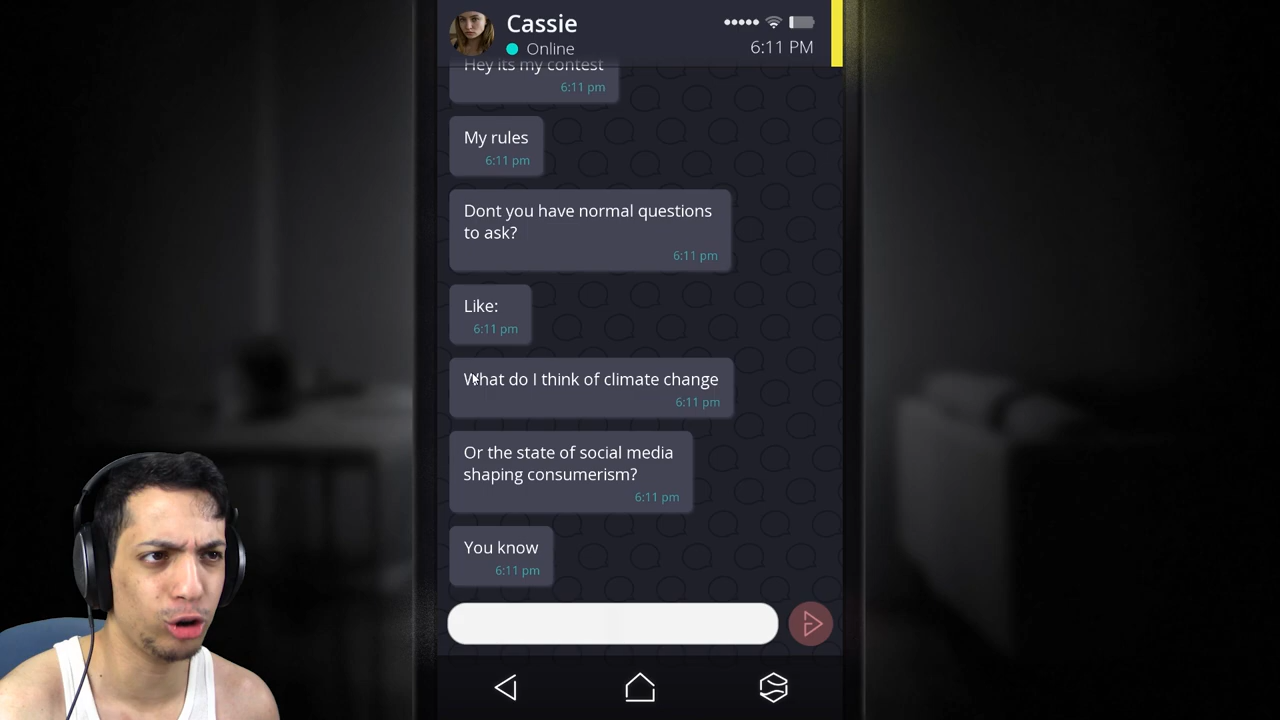 Cassie
Online
6:11 PM
Hey its my contest
6:11 pm
My rules
6:11 pm
Dont you have normal questions
to ask?
6:11 pm
Like:
6:11 pm
What do I think of climate change
6:11 pm
Or the state of social media
shaping consumerism?
6:11 pm
You know
6:11 pm